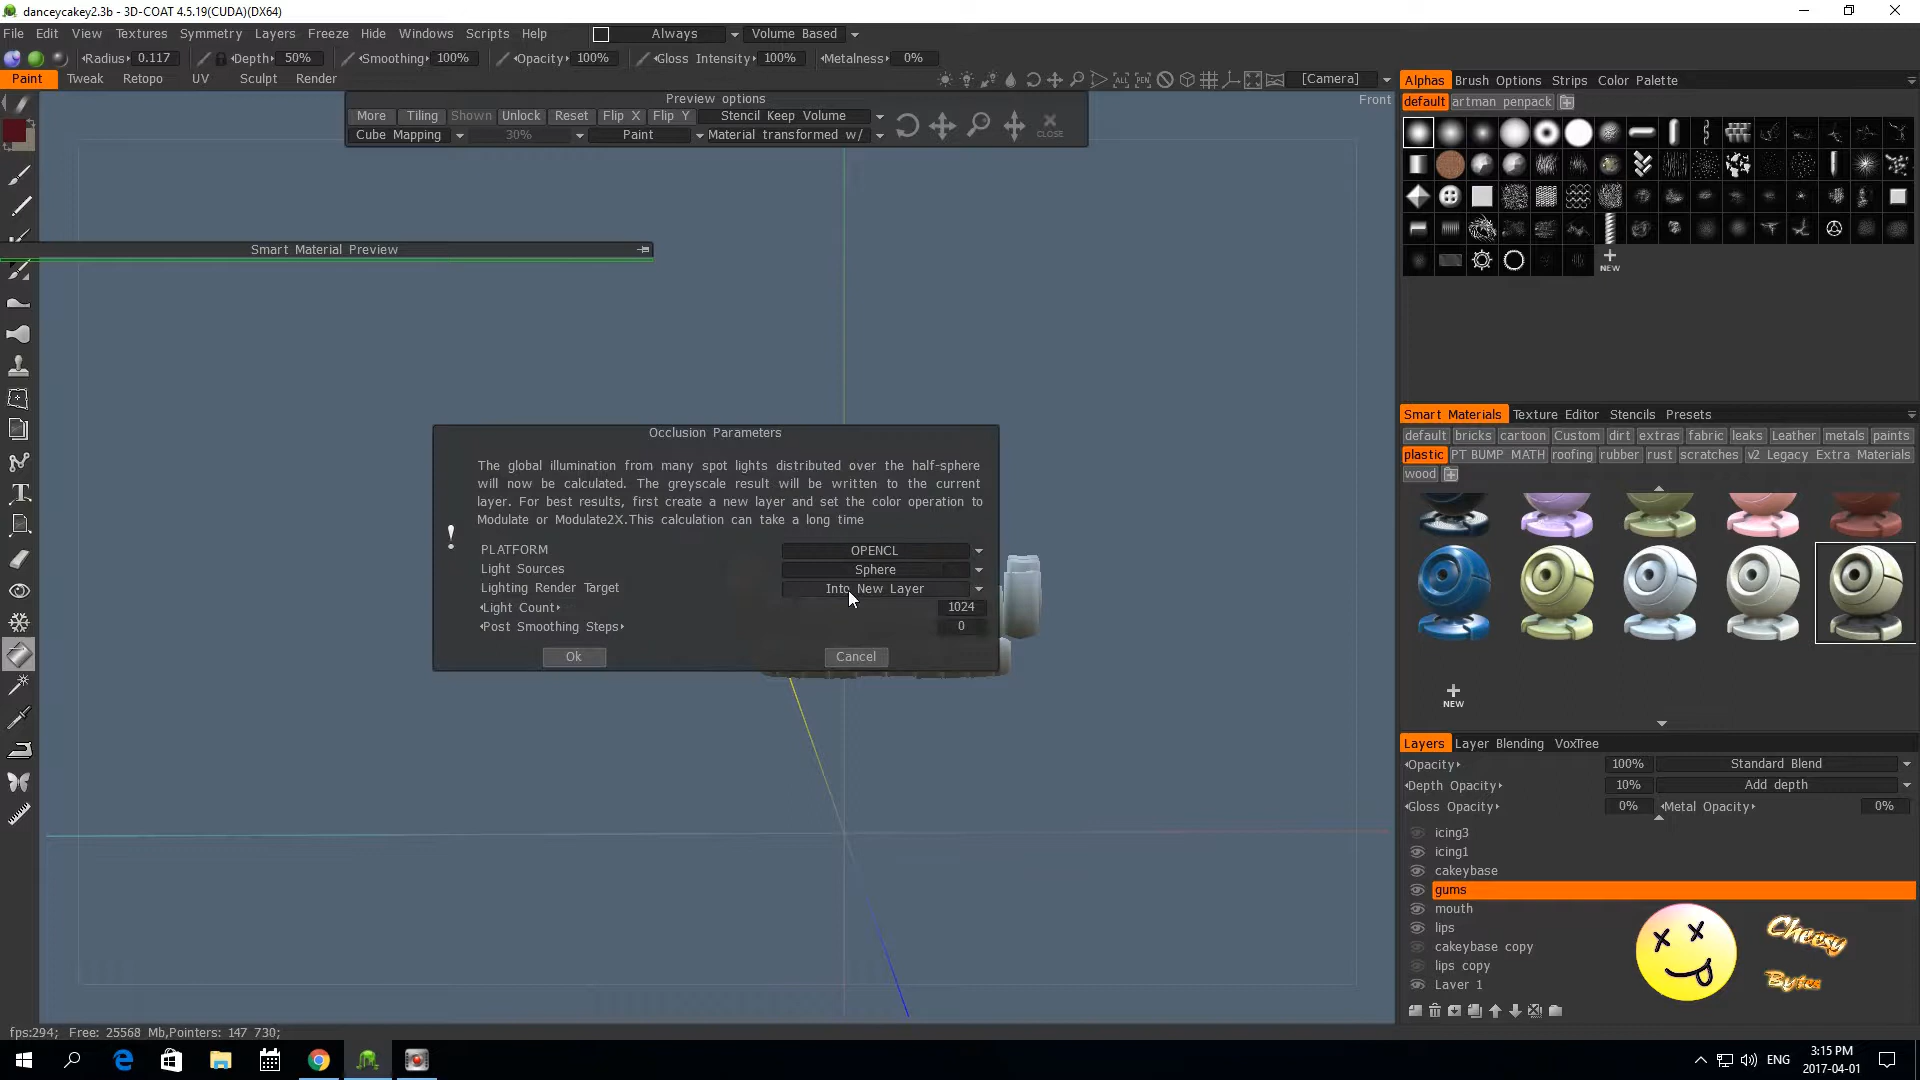 danceycakey2.3b - 3D-COAT 4.5.19(CUDA)(DX64)
File Edit View Textures Symmetry Layers Freeze Hide Windows Scripts Help Always Volume Based
Radius 0.117 Depth 50% Smoothing 100% Opacity 100% Gloss Intensity 100% Metalness 0%
Paint Tweak Retopo UV Sculpt Render ALL PEN [Camera]
Front
Preview options
More Tiling Shown Unlock Reset Flip X Flip Y Stencil Keep Volume
Cube Mapping 30% Paint Material transformed w/ CLOSE
Smart Material Preview
Occlusion Parameters
The global illumination from many spot lights distributed over the half-sphere
will now be calculated. The greyscale result will be written to the current
layer. For best results, first create a new layer and set the color operation to
Modulate or Modulate2X.This calculation can take a long time
!
PLATFORM OPENCL
Light Sources Sphere
Lighting Render Target Into New Layer
Light Count 1024
Post Smoothing Steps 0
Ok Cancel
Alphas Brush Options Strips Color Palette
default artman penpack
NEW
Smart Materials Texture Editor Stencils Presets
default bricks cartoon Custom dirt extras fabric leaks Leather metals paints
plastic PT BUMP MATH roofing rubber rust scratches v2 Legacy Extra Materials
wood
NEW
Layers Layer Blending VoxTree
Opacity 100% Standard Blend
Depth Opacity 10% Add depth
Gloss Opacity 0% Metal Opacity 0%
icing3
icing1
cakeybase
gums
mouth
lips
cakeybase copy
lips copy
Layer 1
Cheesy
Bytes
fps:294; Free: 25568 Mb,Pointers: 147 730;
ENG
3:15 PM
2017-04-01